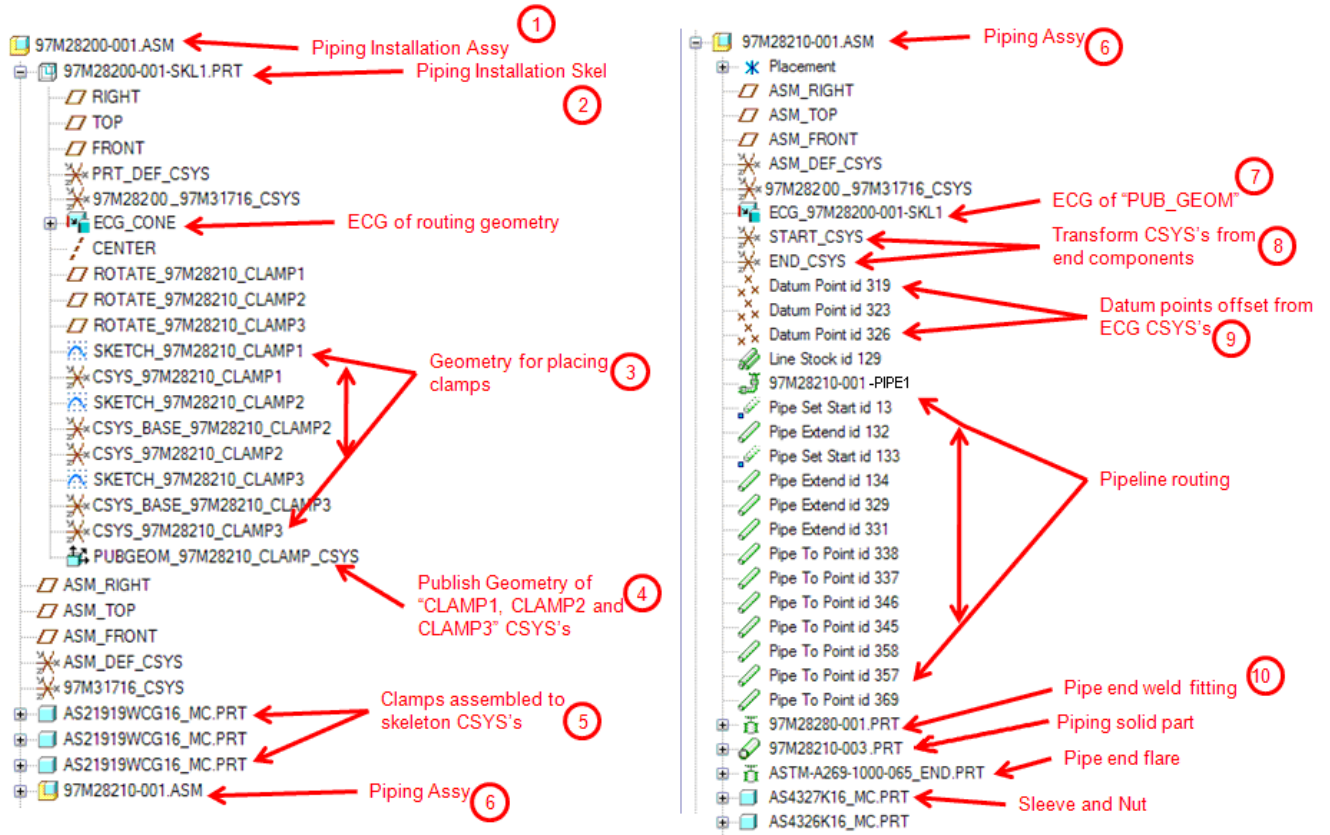 1
97M28200-001.ASM
Piping Installation Assy
97M28200-001-SKL1.PRT
Piping Installation Skel
2
RIGHT
TOP
FRONT
PRT_DEF_CSYS
97M28200_97M31716_CSYS
ECG_CONE
ECG of routing geometry
CENTER
ROTATE_97M28210_CLAMP1
ROTATE_97M28210_CLAMP2
ROTATE_97M28210_CLAMP3
SKETCH_97M28210_CLAMP1
CSYS_97M28210_CLAMP1
SKETCH_97M28210_CLAMP2
CSYS_BASE_97M28210_CLAMP2
CSYS_97M28210_CLAMP2
SKETCH_97M28210_CLAMP3
CSYS_BASE_97M28210_CLAMP3
CSYS_97M28210_CLAMP3
Geometry for placing
clamps
3
PUBGEOM_97M28210_CLAMP_CSYS
Publish Geometry of
"CLAMP1, CLAMP2 and
CLAMP3" CSYS's
4
ASM_RIGHT
ASM_TOP
ASM_FRONT
ASM_DEF_CSYS
97M31716_CSYS
AS21919WCG16_MC.PRT
AS21919WCG16_MC.PRT
AS21919WCG16_MC.PRT
Clamps assembled to
skeleton CSYS's
5
97M28210-001.ASM
Piping Assy
6
97M28210-001.ASM
Piping Assy
6
Placement
ASM_RIGHT
ASM_TOP
ASM_FRONT
ASM_DEF_CSYS
97M28200_97M31716_CSYS
ECG_97M28200-001-SKL1
ECG of "PUB_GEOM"
7
START_CSYS
END_CSYS
Transform CSYS's from
end components
8
Datum Point id 319
Datum Point id 323
Datum Point id 326
Datum points offset from
ECG CSYS's
9
Line Stock id 129
97M28210-001 -PIPE1
Pipe Set Start id 13
Pipe Extend id 132
Pipe Set Start id 133
Pipe Extend id 134
Pipe Extend id 329
Pipe Extend id 331
Pipe To Point id 338
Pipe To Point id 337
Pipe To Point id 346
Pipe To Point id 345
Pipe To Point id 358
Pipe To Point id 357
Pipe To Point id 369
Pipeline routing
10
97M28280-001.PRT
Pipe end weld fitting
97M28210-003.PRT
Piping solid part
ASTM-A269-1000-065_END.PRT
Pipe end flare
AS4327K16_MC.PRT
Sleeve and Nut
AS4326K16_MC.PRT